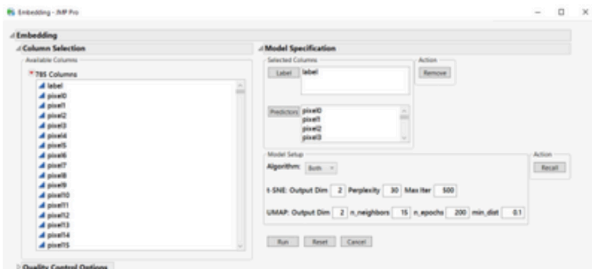 Embedding - JMP Pro
Embedding
Column Selection
Available Columns
785 Columns
label
pixel0
pixel1
pixel2
pixel3
pixel4
pixel5
pixel6
pixel7
pixel8
pixel9
pixel10
pixel11
pixel12
pixel13
pixel14
pixel15
Quality Control Options
Model Specification
Selected Columns
Label label
Predictors pixel0
pixel1
pixel2
pixel3
Action
Remove
Model Setup
Algorithm: Both
t-SNE: Output Dim 2 Perplexity 30 Max Iter 500
UMAP: Output Dim 2 n_neighbors 15 n_epochs 200 min_dist 0.1
Action
Recall
Run Reset Cancel